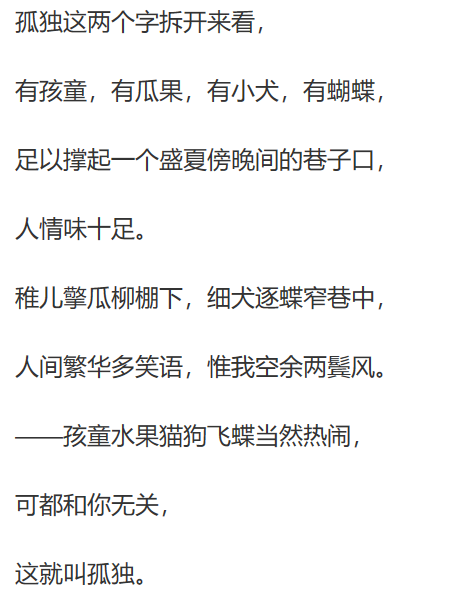 孤独这两个字拆开来看，
有孩童，有瓜果，有小犬，有蝴蝶，
足以撑起一个盛夏傍晚间的巷子口，
人情味十足。
稚儿擎瓜柳棚下，细犬逐蝶窄巷中，
人间繁华多笑语，惟我空余两鬓风。
——孩童水果猫狗飞蝶当然热闹，
可都和你无关，
这就叫孤独。